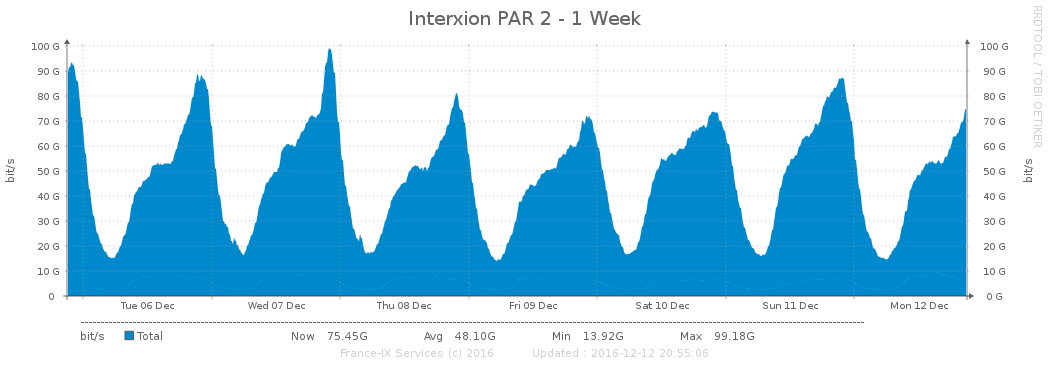 Interxion PAR 2 - 1 Week
RRDTOOL / TOBI OETIKER
bit/s
100 G
90 G
80 G
70 G
60 G
50 G
40 G
30 G
20 G
10 G
0
100 G
90 G
80 G
70 G
60 G
50 G
40 G
30 G
20 G
10 G
0 G
bit/s
Tue 06 Dec Wed 07 Dec Thu 08 Dec Fri 09 Dec Sat 10 Dec Sun 11 Dec Mon 12 Dec
bit/s Total Now 75.45G Avg 48.10G Min 13.92G Max 99.18G
France-IX Services (c) 2016 Updated : 2016-12-12 20:55:06